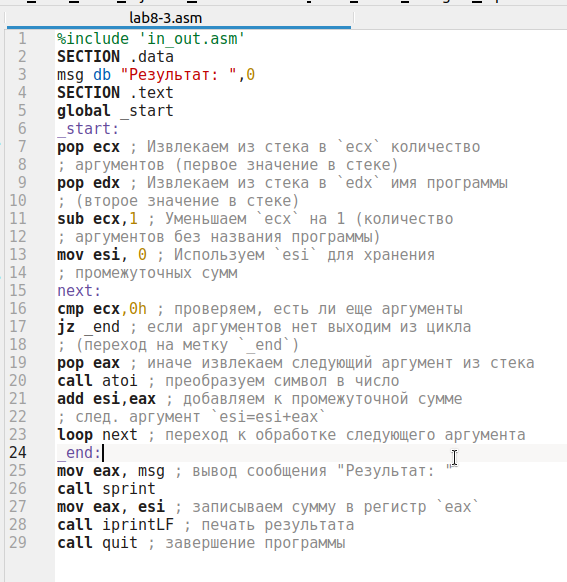 lab8-3.asm
1 %include 'in_out.asm'
2 SECTION .data
3 msg db "Результат: ",0
4 SECTION .text
5 global _start
6 _start:
7 pop ecx ; Извлекаем из стека в `ecx` количество
8 ; аргументов (первое значение в стеке)
9 pop edx ; Извлекаем из стека в `edx` имя программы
10 ; (второе значение в стеке)
11 sub ecx,1 ; Уменьшаем `ecx` на 1 (количество
12 ; аргументов без названия программы)
13 mov esi, 0 ; Используем `esi` для хранения
14 ; промежуточных сумм
15 next:
16 cmp ecx,0h ; проверяем, есть ли еще аргументы
17 jz _end ; если аргументов нет выходим из цикла
18 ; (переход на метку `_end`)
19 pop eax ; иначе извлекаем следующий аргумент из стека
20 call atoi ; преобразуем символ в число
21 add esi,eax ; добавляем к промежуточной сумме
22 ; след. аргумент `esi=esi+eax`
23 loop next ; переход к обработке следующего аргумента
24 _end:
25 mov eax, msg ; вывод сообщения "Результат: "
26 call sprint
27 mov eax, esi ; записываем сумму в регистр `eax`
28 call iprintLF ; печать результата
29 call quit ; завершение программы